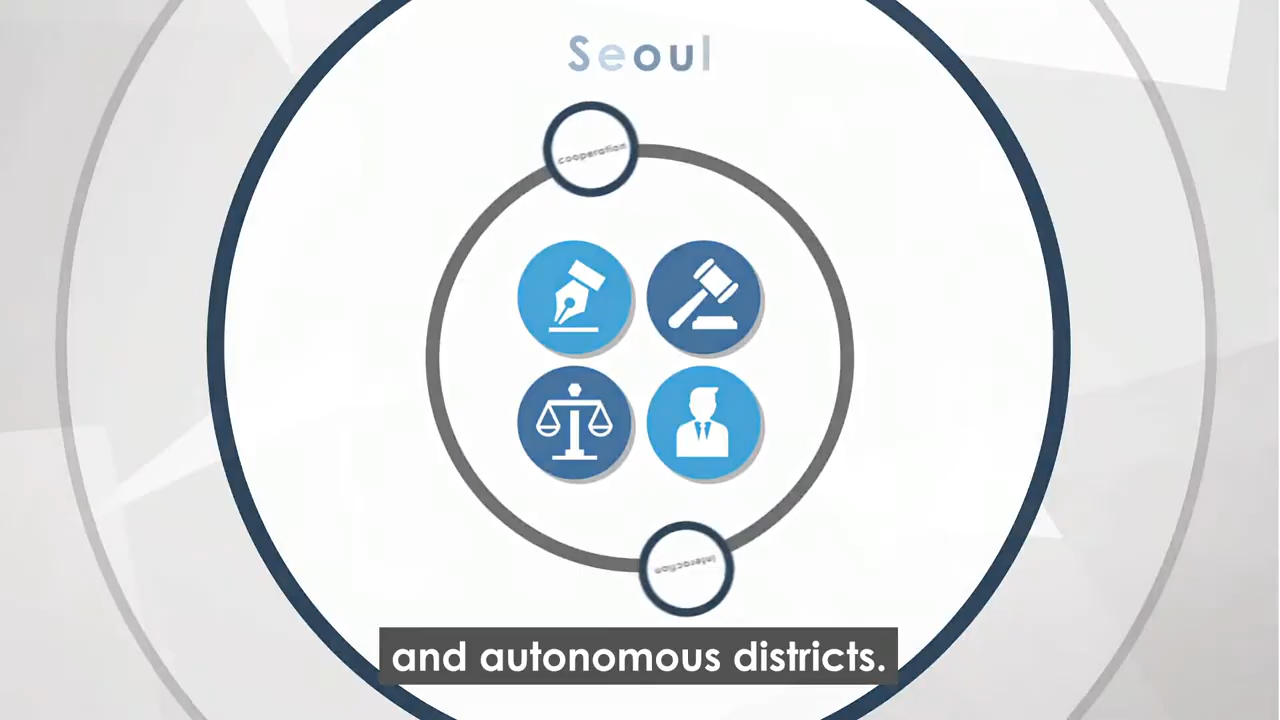 Seoul
cooperation
interaction
and autonomous districts.